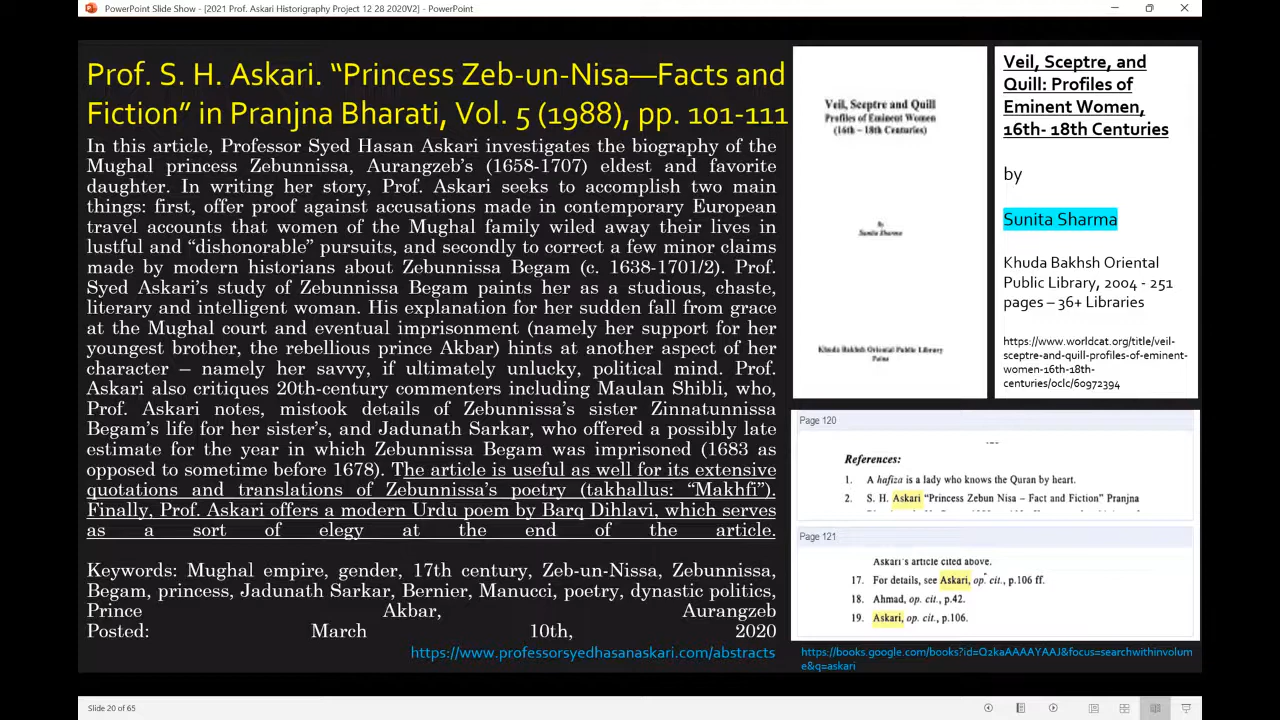 PowerPoint Slide Show - [2021 Prof. Askari Historigraphy Project 12 28 2020V2] - PowerPoint
Prof. S. H. Askari. “Princess Zeb-un-Nisa—Facts and
Fiction” in Pranjna Bharati, Vol. 5 (1988), pp. 101-111
In this article, Professor Syed Hasan Askari investigates the biography of the
Mughal princess Zebunnissa, Aurangzeb’s (1658-1707) eldest and favorite
daughter. In writing her story, Prof. Askari seeks to accomplish two main
things: first, offer proof against accusations made in contemporary European
travel accounts that women of the Mughal family wiled away their lives in
lustful and “dishonorable” pursuits, and secondly to correct a few minor claims
made by modern historians about Zebunnissa Begam (c. 1638-1701/2). Prof.
Syed Askari’s study of Zebunnissa Begam paints her as a studious, chaste,
literary and intelligent woman. His explanation for her sudden fall from grace
at the Mughal court and eventual imprisonment (namely her support for her
youngest brother, the rebellious prince Akbar) hints at another aspect of her
character – namely her savvy, if ultimately unlucky, political mind. Prof.
Askari also critiques 20th-century commenters including Maulan Shibli, who,
Prof. Askari notes, mistook details of Zebunnissa’s sister Zinnatunnissa
Begam’s life for her sister’s, and Jadunath Sarkar, who offered a possibly late
estimate for the year in which Zebunnissa Begam was imprisoned (1683 as
opposed to sometime before 1678). The article is useful as well for its extensive
quotations and translations of Zebunnissa’s poetry (takhallus: “Makhfi”).
Finally, Prof. Askari offers a modern Urdu poem by Barq Dihlavi, which serves
as a sort of elegy at the end of the article.
Keywords: Mughal empire, gender, 17th century, Zeb-un-Nissa, Zebunnissa,
Begam, princess, Jadunath Sarkar, Bernier, Manucci, poetry, dynastic politics,
Prince Akbar, Aurangzeb
Posted: March 10th, 2020
https://www.professorsyedhasanaskari.com/abstracts
Veil, Sceptre and Quill
Profiles of Eminent Women
(16th – 18th Centuries)
By
Sunita Sharma
Khuda Bakhsh Oriental Public Library
Patna
Veil, Sceptre, and
Quill: Profiles of
Eminent Women,
16th- 18th Centuries
by
Sunita Sharma
Khuda Bakhsh Oriental
Public Library, 2004 - 251
pages – 36+ Libraries
https://www.worldcat.org/title/veil-
sceptre-and-quill-profiles-of-eminent-
women-16th-18th-
centuries/oclc/60972394
Page 120
References:
1. A hafiza is a lady who knows the Quran by heart.
2. S. H. Askari “Princess Zebun Nisa – Fact and Fiction” Pranjna
Page 121
Askari's article cited above.
17. For details, see Askari, op. cit., p.106 ff.
18. Ahmad, op. cit., p.42.
19. Askari, op. cit., p.106.
https://books.google.com/books?id=Q2kaAAAAYAAJ&focus=searchwithinvolum
e&q=askari
Slide 20 of 65